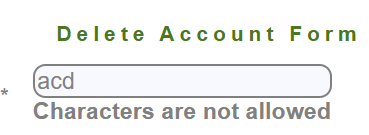 Delete Account Form
acd
*
Characters are not allowed